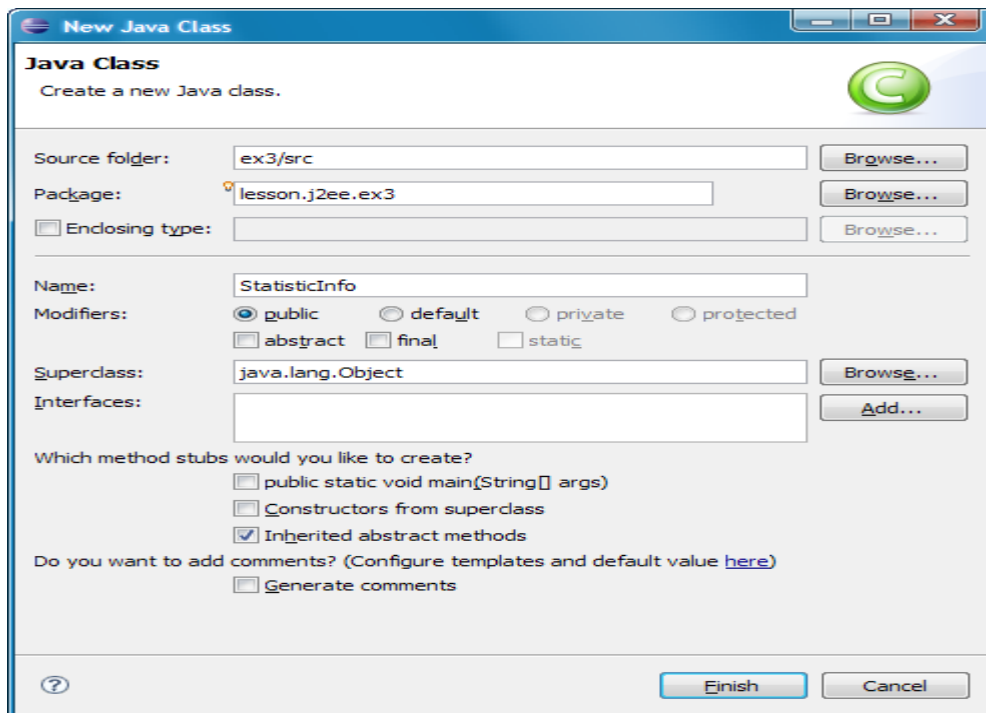 New Java Class
Java Class
Create a new Java class.
Source folder: ex3/src Browse...
Package: lesson.j2ee.ex3 Browse...
Enclosing type: Browse...
Name: StatisticInfo
Modifiers: public default private protected
abstract final static
Superclass: java.lang.Object Browse...
Interfaces: Add...
Which method stubs would you like to create?
public static void main(String[] args)
Constructors from superclass
Inherited abstract methods
Do you want to add comments? (Configure templates and default value here)
Generate comments
Finish Cancel